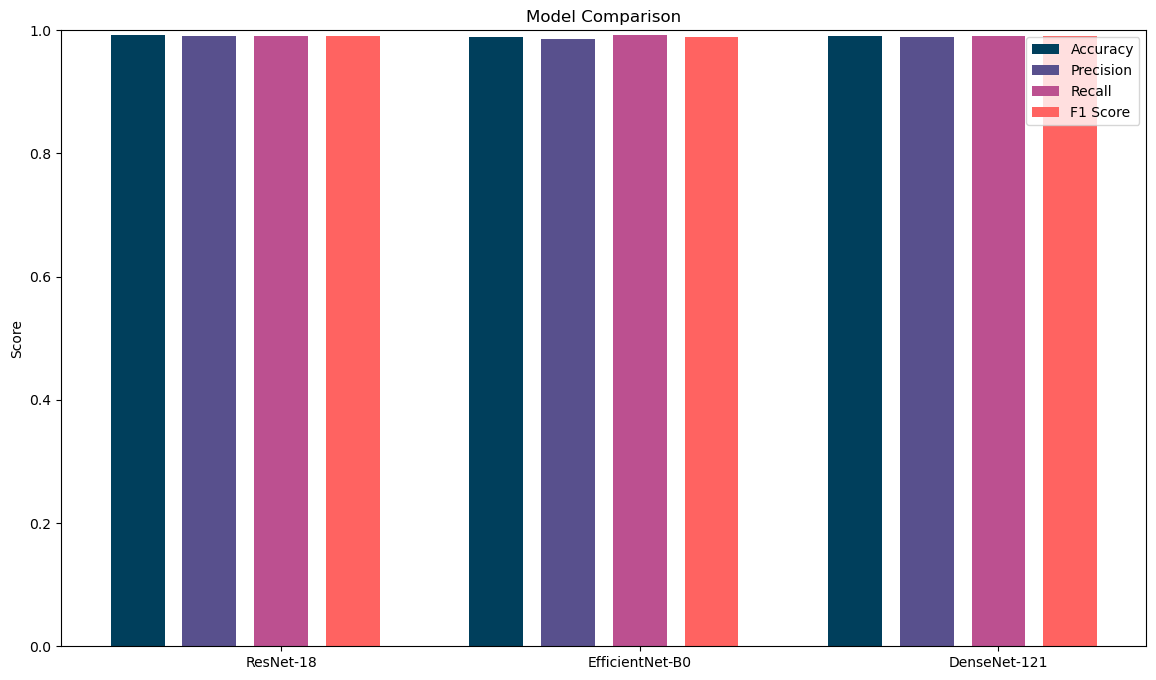 Model Comparison
1.0
0.8
0.6
0.4
0.2
0.0
Score
Accuracy
Precision
Recall
F1 Score
ResNet-18
EfficientNet-B0
DenseNet-121